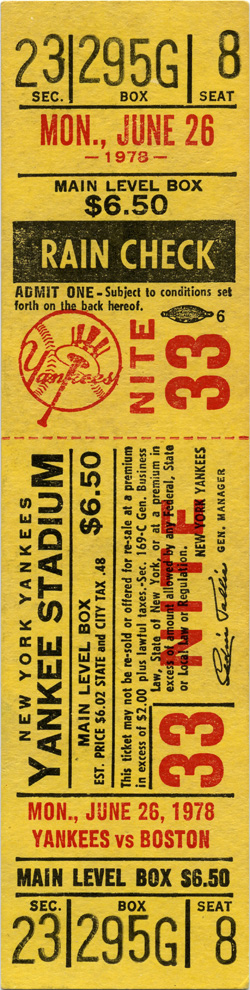 23 295G 8
SEC. BOX SEAT
MON., JUNE 26
- 1978 -
MAIN LEVEL BOX
$6.50
RAIN CHECK
ADMIT ONE - Subject to conditions set
forth on the back hereof.
6
Yankees
NITE
33
NEW YORK YANKEES
YANKEE STADIUM
MAIN LEVEL BOX $6.50
EST. PRICE $6.02 STATE and CITY TAX .48
This ticket may not be re-sold or offered for re-sale at a premium
in excess of $2.00 plus lawful taxes.-Sec. 169-C Gen. Business
Law, State of New York, or at a premium in
excess of amount allowed by any Federal, State
or Local Law or Regulation.
NEW YORK YANKEES
GEN. MANAGER
33 NITE
MON., JUNE 26, 1978
YANKEES vs BOSTON
MAIN LEVEL BOX $6.50
SEC. BOX SEAT
23 295G 8